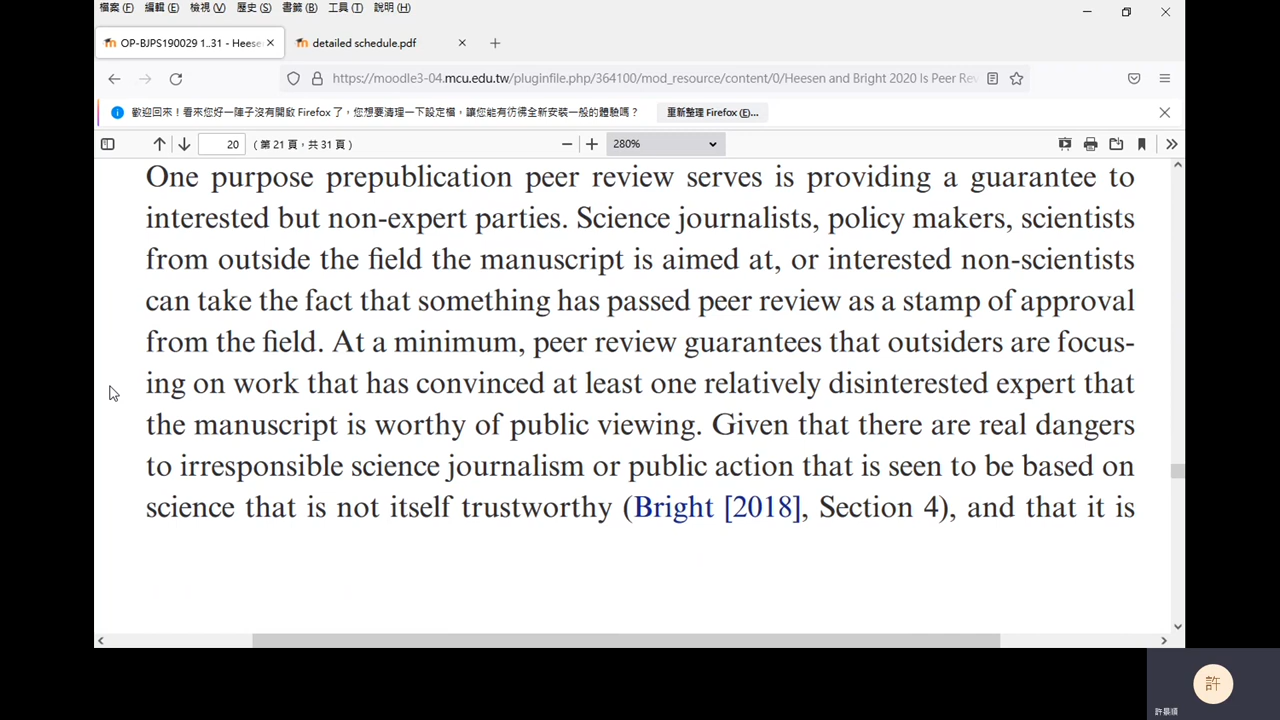 檔案 (F) 編輯 (E) 檢視 (V) 歷史 (S) 書籤 (B) 工具 (T) 說明 (H)
OP-BJPS190029 1..31 - Heese detailed schedule.pdf
https://moodle3-04.mcu.edu.tw/pluginfile.php/364100/mod_resource/content/0/Heesen and Bright 2020 Is Peer Rev
歡迎回來！看來您好一陣子沒有開啟 Firefox 了，您想要清理一下設定檔，讓您能有彷彿全新安裝一般的體驗嗎？ 重新整理 Firefox (E)...
20 (第 21 頁，共 31 頁) 280%
One purpose prepublication peer review serves is providing a guarantee to
interested but non-expert parties. Science journalists, policy makers, scientists
from outside the field the manuscript is aimed at, or interested non-scientists
can take the fact that something has passed peer review as a stamp of approval
from the field. At a minimum, peer review guarantees that outsiders are focus-
ing on work that has convinced at least one relatively disinterested expert that
the manuscript is worthy of public viewing. Given that there are real dangers
to irresponsible science journalism or public action that is seen to be based on
science that is not itself trustworthy (Bright [2018], Section 4), and that it is
許